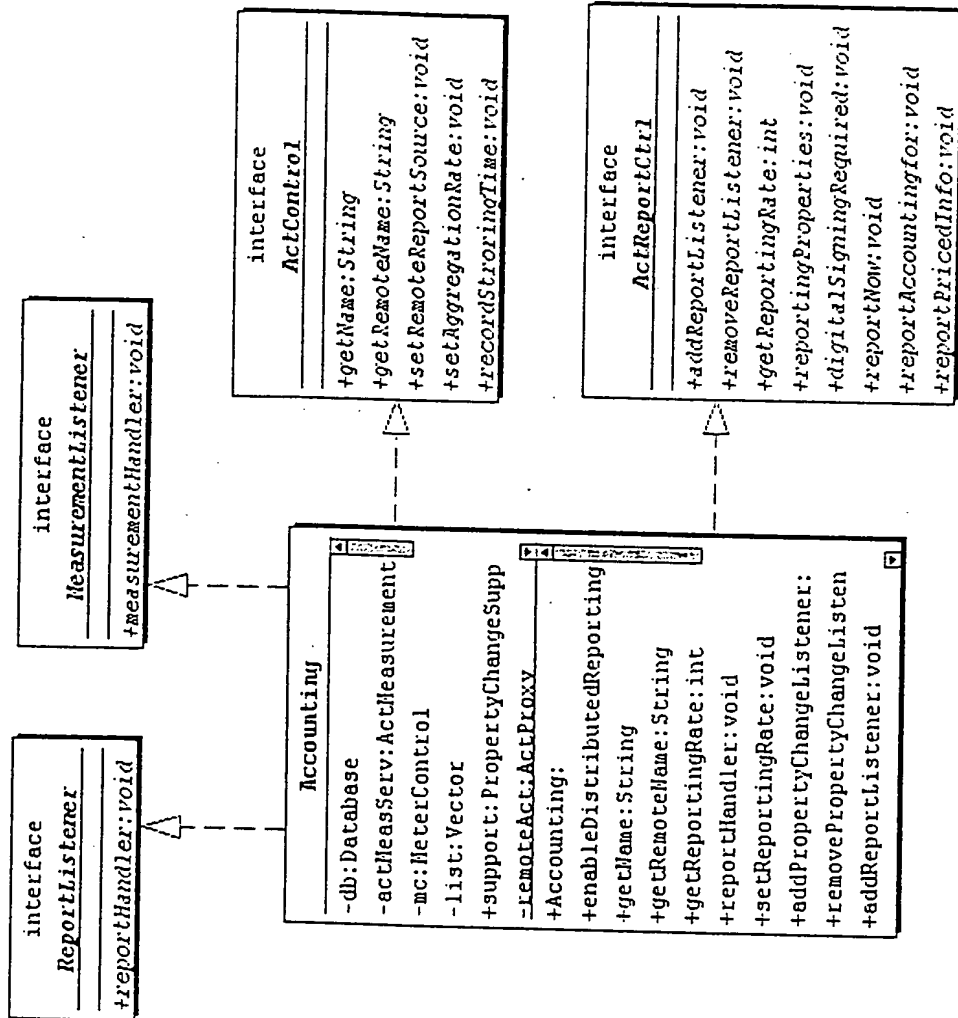 interface
ReportListener
+reportHandler:void
interface
MeasurementListener
+measurementHandler:void
Accounting
-db:Database
-actMeasServ:ActMeasurement
-mc:MeterControl
-list:Vector
+support:PropertyChangeSupp
-remoteAct:ActProxy
+Accounting:
+enableDistributedReporting
+getName:String
+getRemoteName:String
+getReportingRate:int
+reportHandler:void
+setReportingRate:void
+addPropertyChangeListener:
+removePropertyChangeListen
+addReportListener:void
interface
ActControl
+getName:String
+getRemoteName:String
+setRemoteReportSource:void
+setAggregationRate:void
+recordStroringTime:void
interface
ActReportCtrl
+addReportListener:void
+removeReportListener:void
+getReportingRate:int
+reportingProperties:void
+digitalSigningRequired:void
+reportNow:void
+reportAccountingfor:void
+reportPricedInfo:void